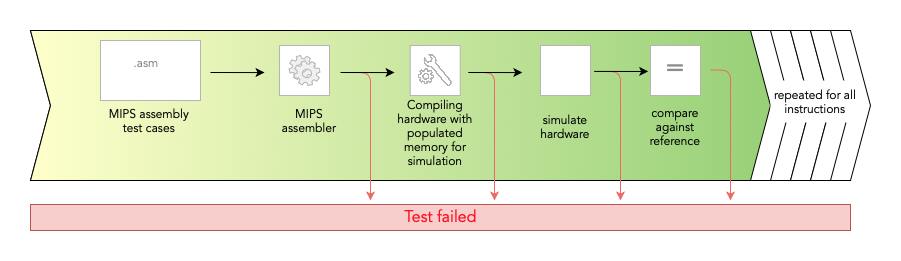 .asm
MIPS assembly
test cases
MIPS
assembler
Compiling
hardware with
populated
memory for
simulation
simulate
hardware
=
compare
against
reference
repeated for all
instructions
Test failed